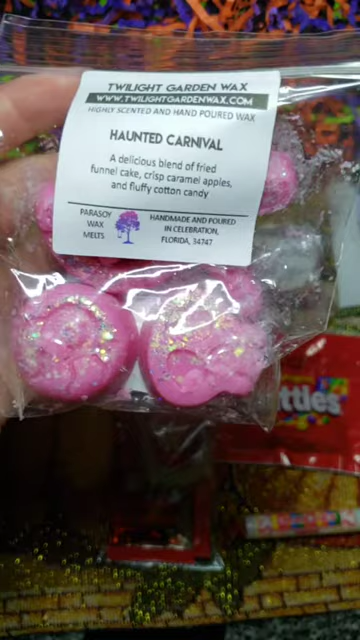 TWILIGHT GARDEN WAX
WWW.TWILIGHTGARDENWAX.COM
HIGHLY SCENTED AND HAND POURED WAX
HAUNTED CARNIVAL
A delicious blend of fried
funnel cake, crisp caramel apples,
and fluffy cotton candy
PARASOY
WAX
MELTS
HANDMADE AND POURED
IN CELEBRATION,
FLORIDA, 34747
ttles